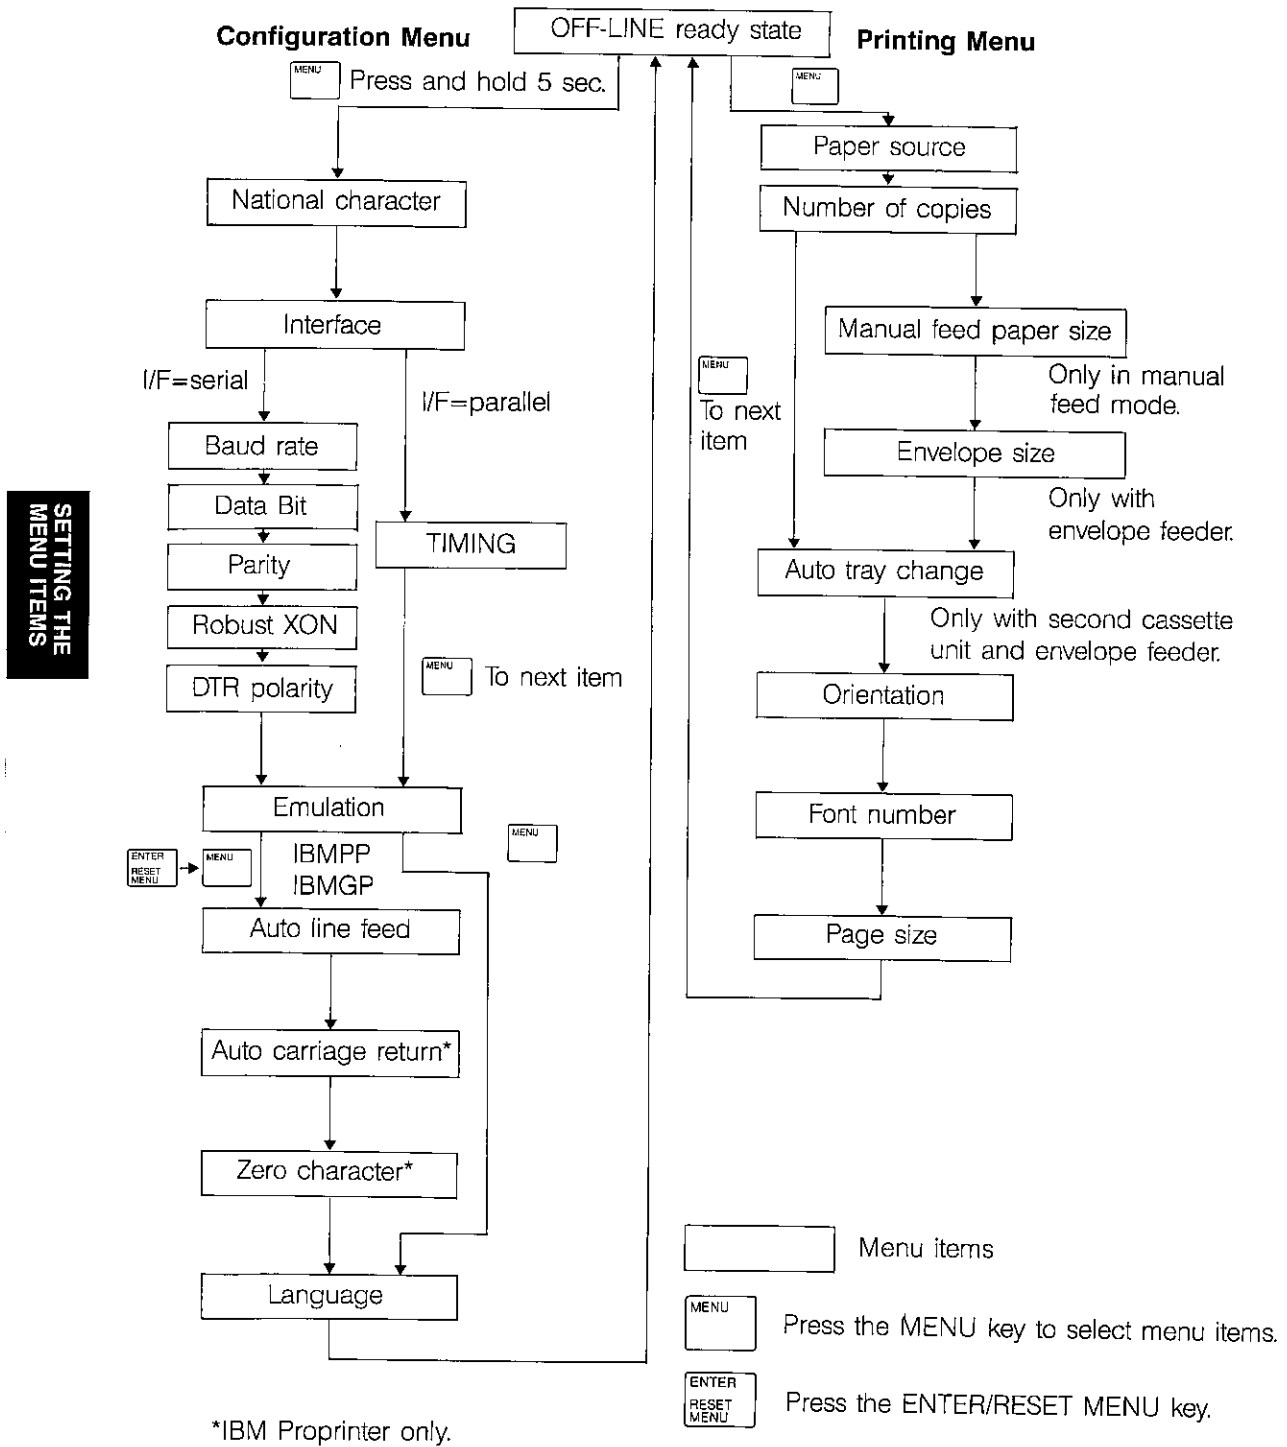 OFF-LINE ready state
Configuration Menu
Printing Menu
MENU
Press and hold 5 sec.
National character
Interface
I/F=serial
I/F=parallel
Baud rate
Data Bit
Parity
Robust XON
DTR polarity
TIMING
MENU
To next item
Emulation
ENTER
RESET
MENU
MENU
IBMPP
IBMGP
MENU
Auto line feed
Auto carriage return*
Zero character*
Language
*IBM Proprinter only.
MENU
Paper source
Number of copies
MENU
To next
item
Manual feed paper size
Only in manual
feed mode.
Envelope size
Only with
envelope feeder.
Auto tray change
Only with second cassette
unit and envelope feeder.
Orientation
Font number
Page size
Menu items
MENU
Press the MENU key to select menu items.
ENTER
RESET
MENU
Press the ENTER/RESET MENU key.
SETTING THE
MENU ITEMS